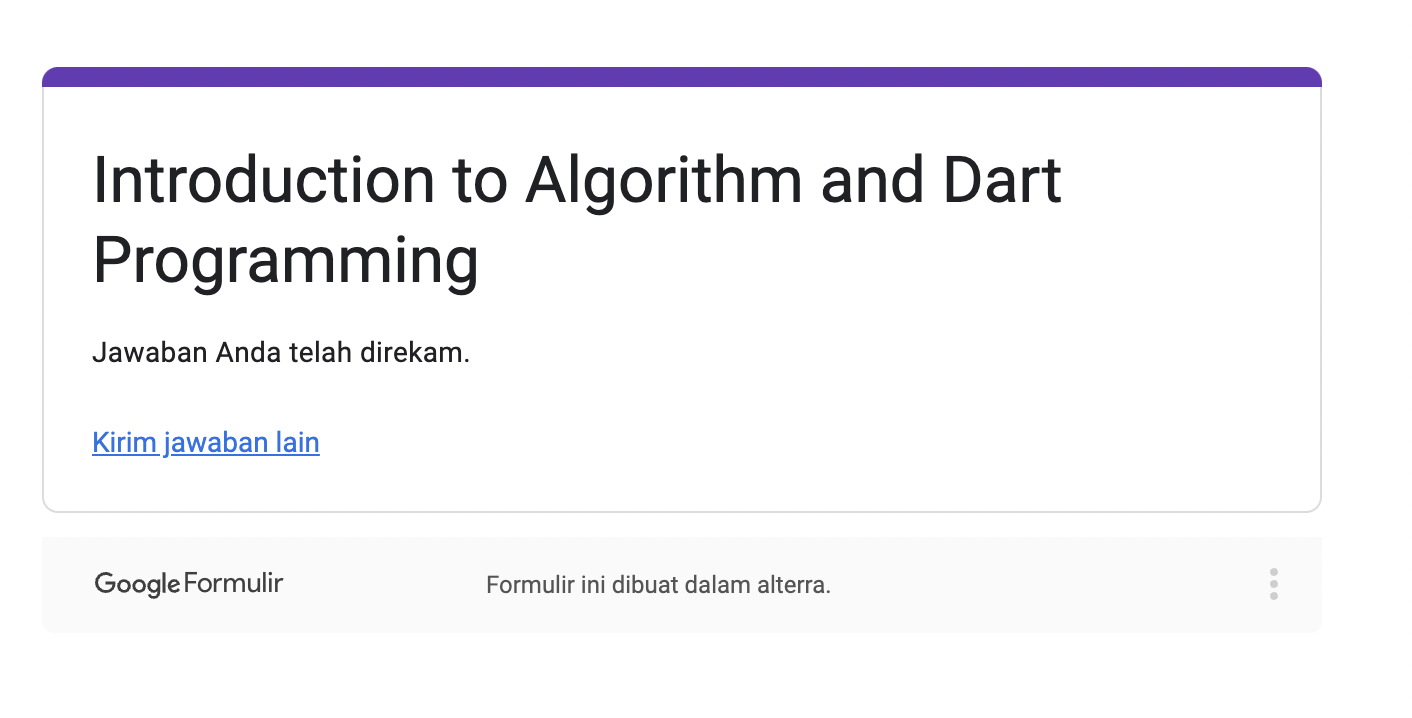 Introduction to Algorithm and Dart
Programming
Jawaban Anda telah direkam.
Kirim jawaban lain
Google Formulir
Formulir ini dibuat dalam alterra.